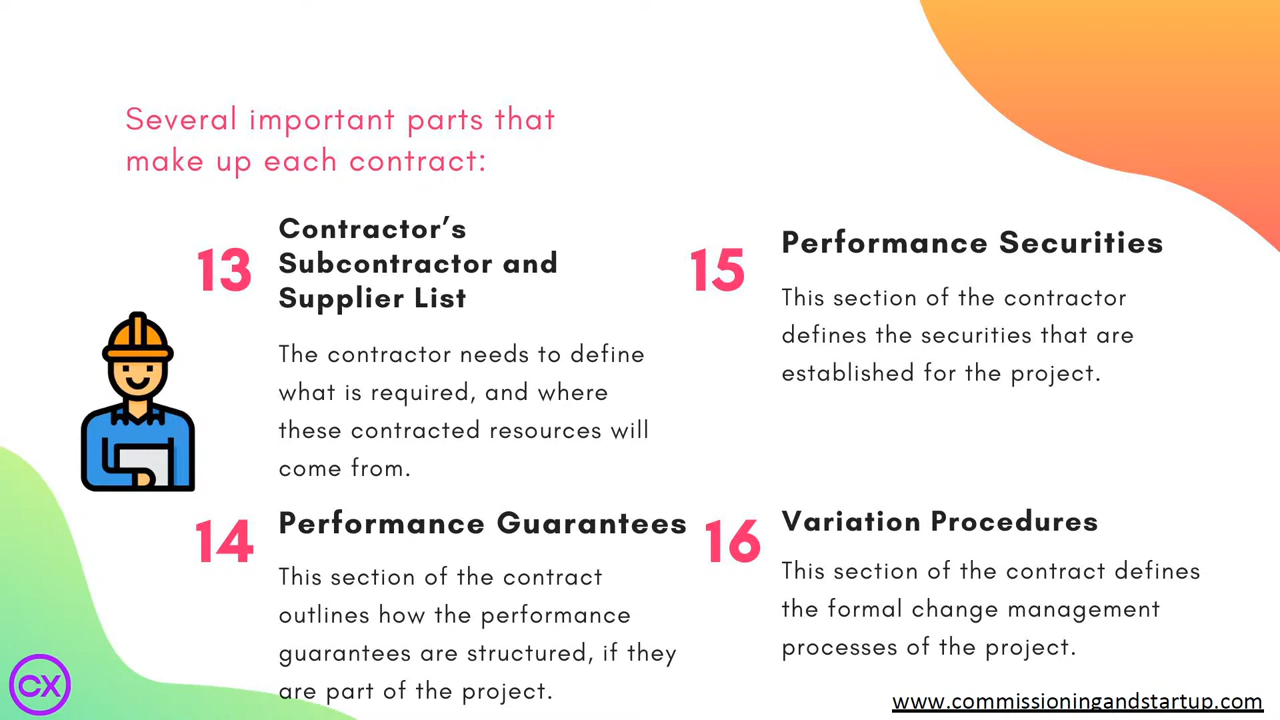 Several important parts that
make up each contract:
13
Contractor’s
Subcontractor and
Supplier List
The contractor needs to define
what is required, and where
these contracted resources will
come from.
14
Performance Guarantees
This section of the contract
outlines how the performance
guarantees are structured, if they
are part of the project.
15
Performance Securities
This section of the contractor
defines the securities that are
established for the project.
16
Variation Procedures
This section of the contract defines
the formal change management
processes of the project.
CX
www.commissioningandstartup.com